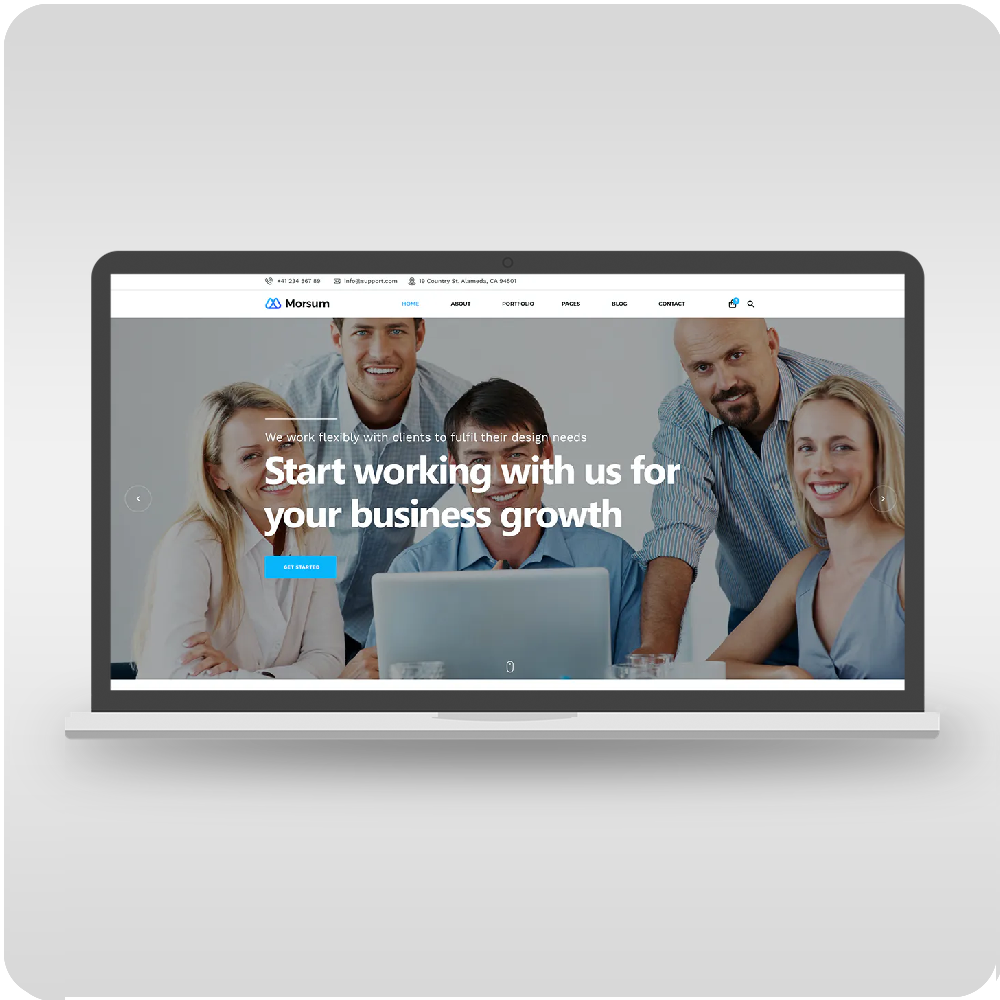 +41 234 567 89 info@support.com 19 Country St, Alameda, CA 94501
Morsum HOME ABOUT PORTFOLIO PAGES BLOG CONTACT
We work flexibly with clients to fulfil their design needs
Start working with us for
your business growth
GET STARTED